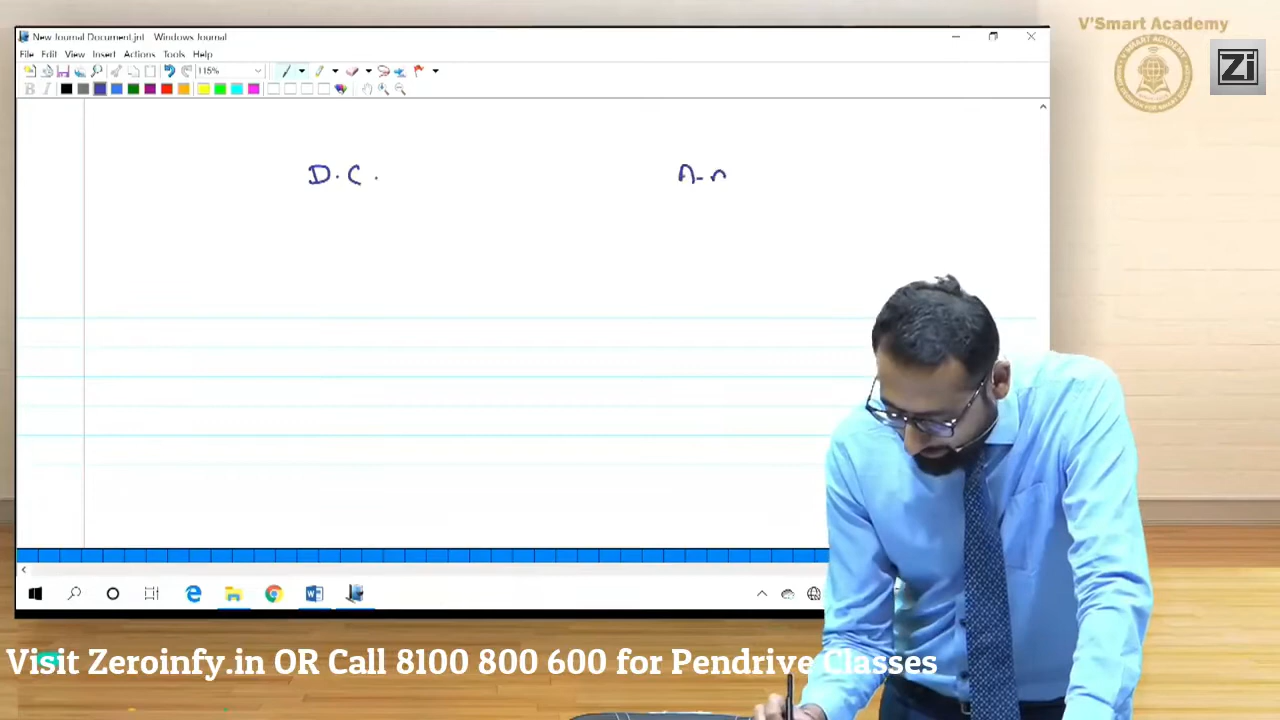 V'Smart Academy
New Journal Document.jnt - Windows Journal
Zi
File Edit View Insert Actions Tools Help
115%
B I
D.C. A-n
Visit Zeroinfy.in OR Call 8100 800 600 for Pendrive Classes